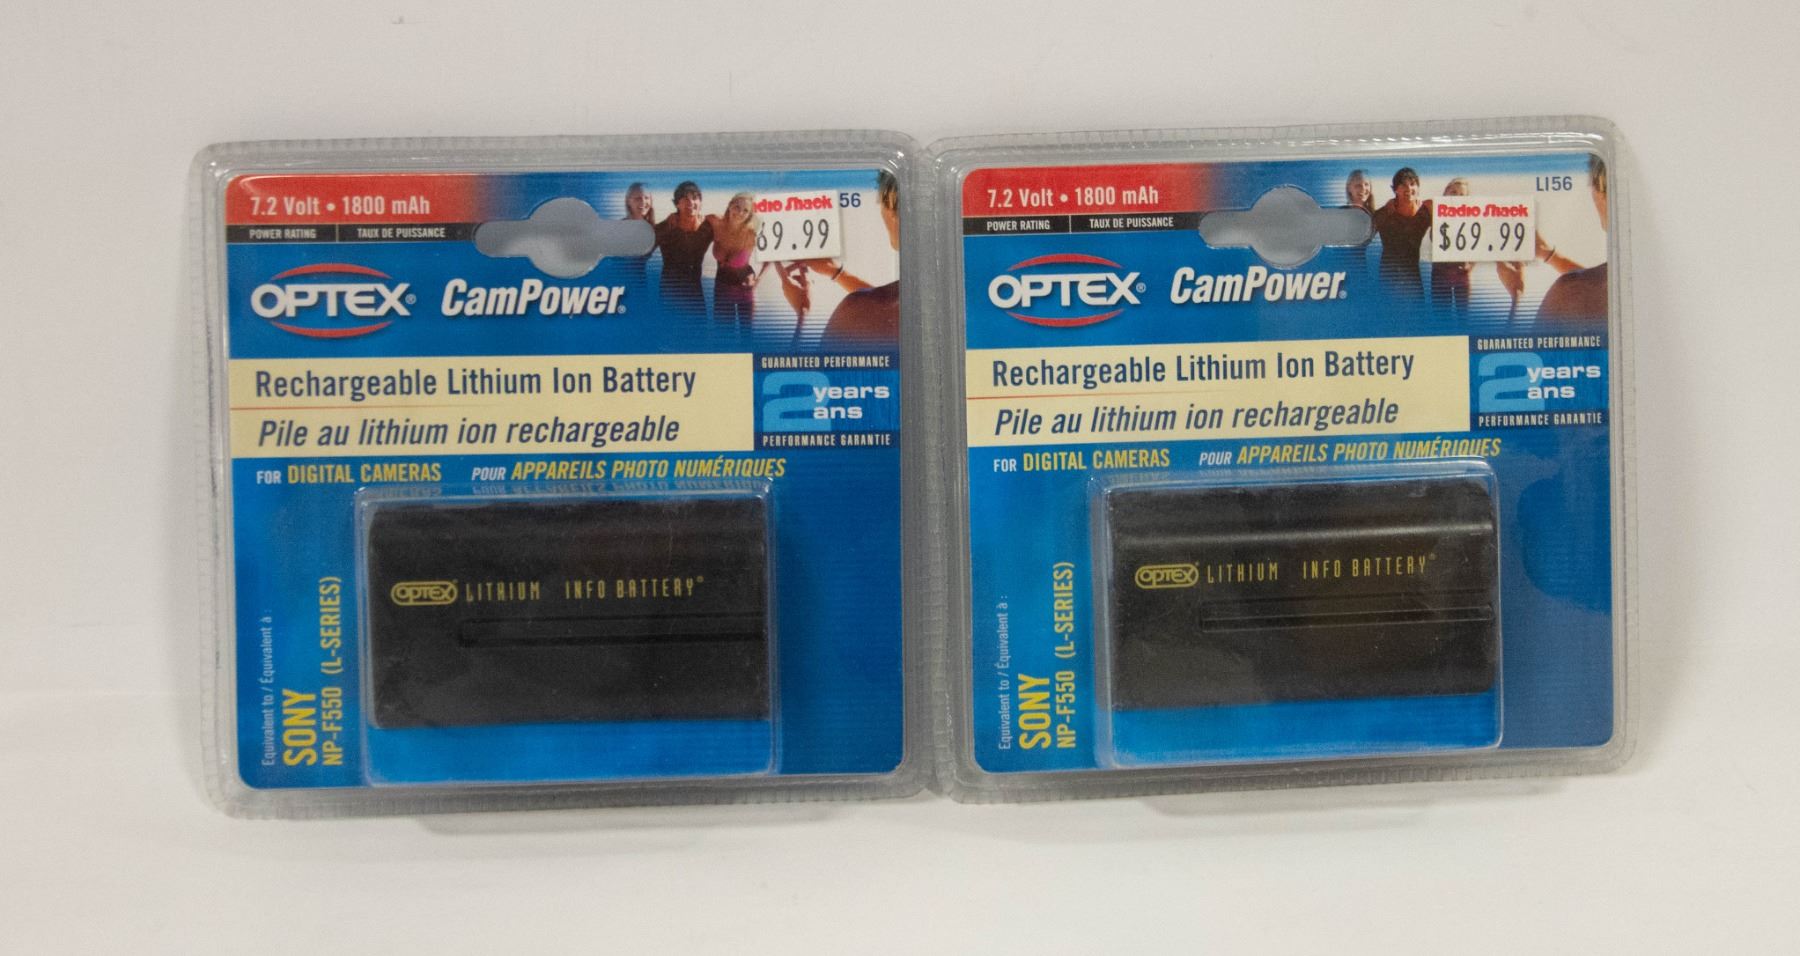 7.2 Volt • 1800 mAh
POWER RATING | TAUX DE PUISSANCE
56
Radio Shack
69.99
OPTEX® CamPower®
Rechargeable Lithium Ion Battery
Pile au lithium ion rechargeable
GUARANTEED PERFORMANCE
2 years
ans
PERFORMANCE GARANTIE
FOR DIGITAL CAMERAS POUR APPAREILS PHOTO NUMÉRIQUES
OPTEX® LITHIUM INFO BATTERY®
Equivalent to / Équivalent à :
SONY
NP-F550 (L-SERIES)
7.2 Volt • 1800 mAh
POWER RATING | TAUX DE PUISSANCE
LI56
Radio Shack
$69.99
OPTEX® CamPower®
Rechargeable Lithium Ion Battery
Pile au lithium ion rechargeable
GUARANTEED PERFORMANCE
2 years
ans
PERFORMANCE GARANTIE
FOR DIGITAL CAMERAS POUR APPAREILS PHOTO NUMÉRIQUES
OPTEX® LITHIUM INFO BATTERY®
Equivalent to / Équivalent à :
SONY
NP-F550 (L-SERIES)